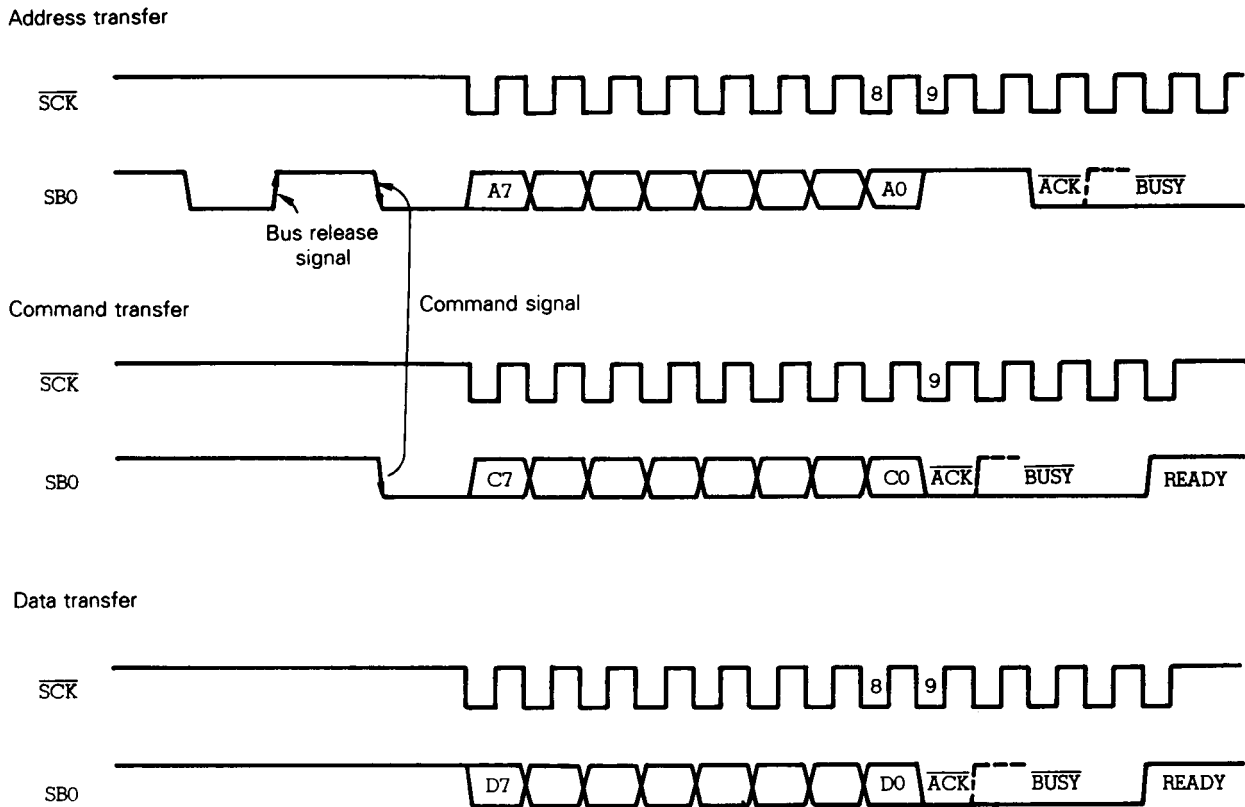 Address transfer
SCK
8 9
SB0
A7 A0 ACK BUSY
Bus release
signal
Command signal
Command transfer
SCK
9
SB0
C7 C0 ACK BUSY READY
Data transfer
SCK
8 9
SB0
D7 D0 ACK BUSY READY